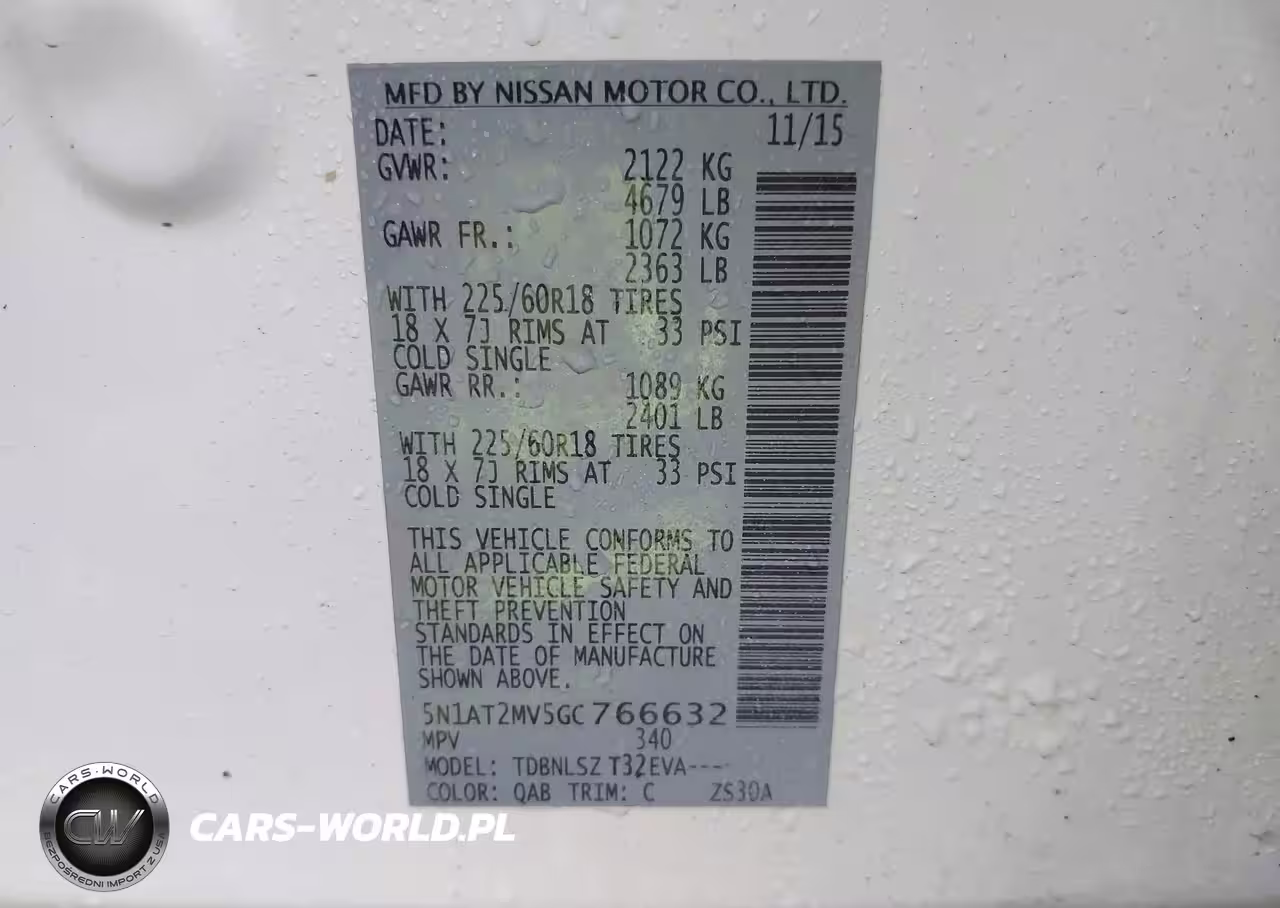 MFD BY NISSAN MOTOR CO., LTD.
DATE: 11/15
GVWR: 2122 KG
4679 LB
GAWR FR.: 1072 KG
2363 LB
WITH 225/60R18 TIRES
18 X 7J RIMS AT 33 PSI
COLD SINGLE
GAWR RR.: 1089 KG
2401 LB
WITH 225/60R18 TIRES
18 X 7J RIMS AT 33 PSI
COLD SINGLE
THIS VEHICLE CONFORMS TO
ALL APPLICABLE FEDERAL
MOTOR VEHICLE SAFETY AND
THEFT PREVENTION
STANDARDS IN EFFECT ON
THE DATE OF MANUFACTURE
SHOWN ABOVE.
5N1AT2MV5GC766632
MPV 340
MODEL: TDBNLSZ T32EVA----
COLOR: QAB TRIM: C ZS30A
CARS-WORLD
CW
BEZPOŚREDNI IMPORT Z USA
CARS-WORLD.PL